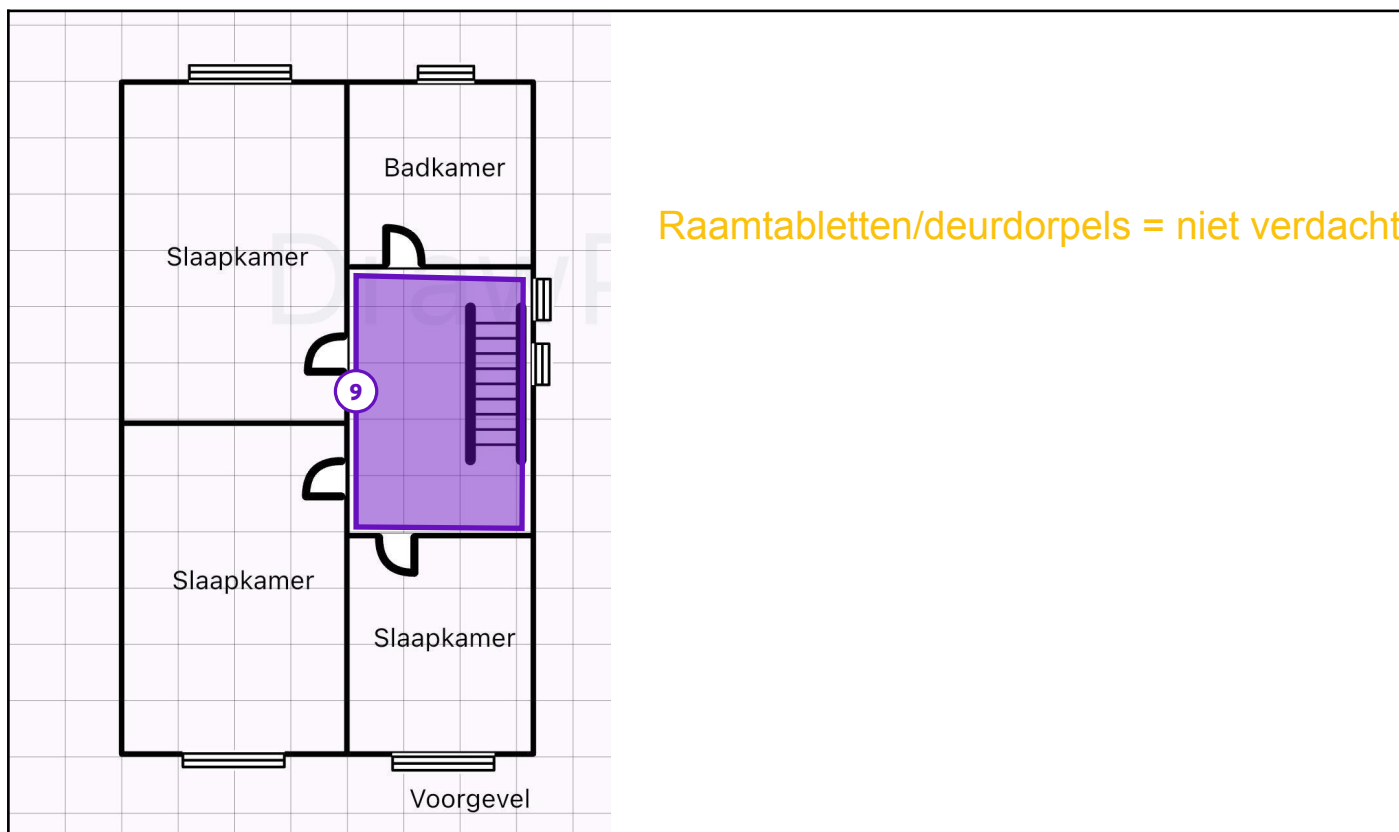 Badkamer
Raamtabletten/deurdorpels = niet verdacht
Slaapkamer
9
Slaapkamer
Slaapkamer
Voorgevel